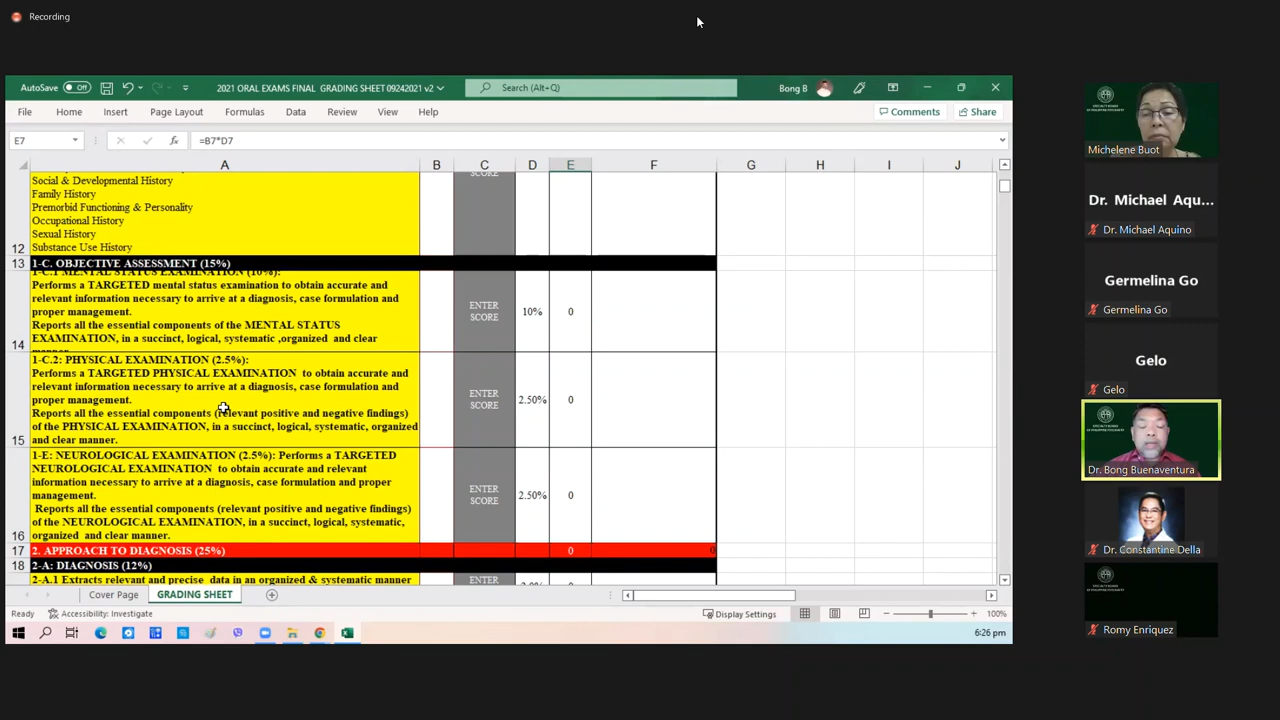 Recording
AutoSave Off
2021 ORAL EXAMS FINAL GRADING SHEET 09242021 v2
Search (Alt+Q)
Bong B
File Home Insert Page Layout Formulas Data Review View Help
Comments Share
E7 fx =B7*D7
A B C D E F G H I J
SCORE
Social & Developmental History
Family History
Premorbid Functioning & Personality
Occupational History
Sexual History
12 Substance Use History
13 1-C. OBJECTIVE ASSESSMENT (15%)
1-C.1 MENTAL STATUS EXAMINATION (10%):
Performs a TARGETED mental status examination to obtain accurate and
relevant information necessary to arrive at a diagnosis, case formulation and
proper management.
Reports all the essential components of the MENTAL STATUS
EXAMINATION, in a succinct, logical, systematic ,organized and clear
manner.
14
ENTER
SCORE
10% 0
1-C.2: PHYSICAL EXAMINATION (2.5%):
Performs a TARGETED PHYSICAL EXAMINATION to obtain accurate and
relevant information necessary to arrive at a diagnosis, case formulation and
proper management.
Reports all the essential components (relevant positive and negative findings)
of the PHYSICAL EXAMINATION, in a succinct, logical, systematic, organized
15 and clear manner.
ENTER
SCORE
2.50% 0
1-E: NEUROLOGICAL EXAMINATION (2.5%): Performs a TARGETED
NEUROLOGICAL EXAMINATION to obtain accurate and relevant
information necessary to arrive at a diagnosis, case formulation and proper
management.
Reports all the essential components (relevant positive and negative findings)
of the NEUROLOGICAL EXAMINATION, in a succinct, logical, systematic,
16 organized and clear manner.
ENTER
SCORE
2.50% 0
17 2. APPROACH TO DIAGNOSIS (25%) 0 0
18 2-A: DIAGNOSIS (12%)
2-A.1 Extracts relevant and precise data in an organized & systematic manner ENTER
Cover Page GRADING SHEET
Ready Accessibility: Investigate Display Settings 100%
6:26 pm
Michelene Buot
Dr. Michael Aqu...
Dr. Michael Aquino
Germelina Go
Germelina Go
Gelo
Gelo
Dr. Bong Buenaventura
Dr. Constantine Della
Romy Enriquez